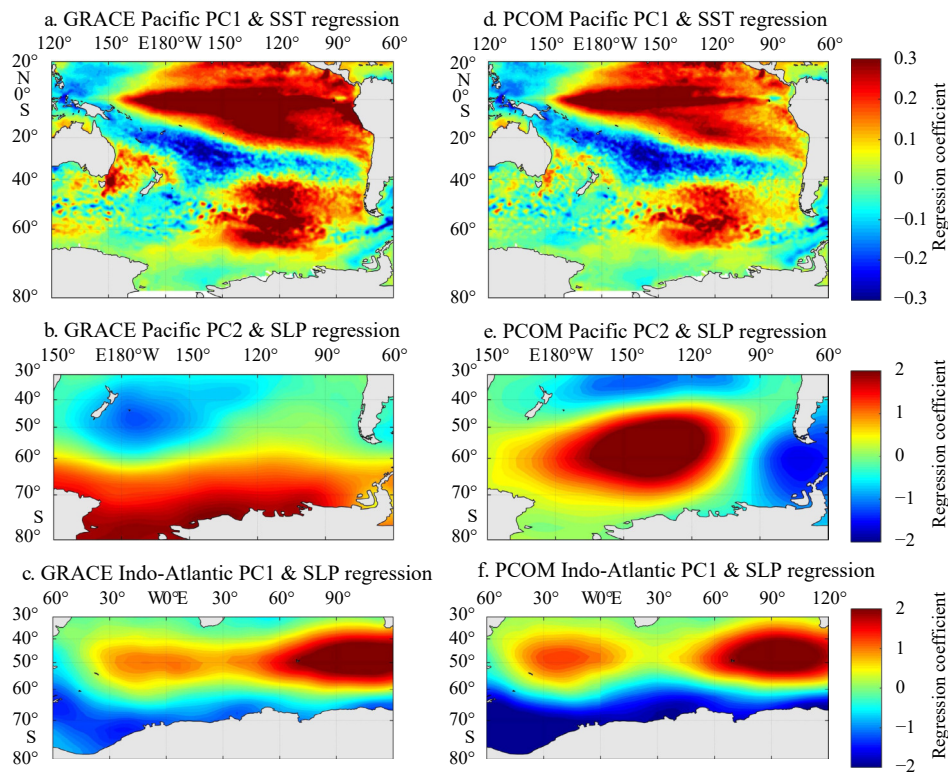 a. GRACE Pacific PC1 & SST regression
120° 150° E180°W 150° 120° 90° 60°
20°
N
0°
S
20°
40°
60°
80°
d. PCOM Pacific PC1 & SST regression
120° 150° E180°W 150° 120° 90° 60°
20°
N
0°
S
20°
40°
60°
80°
0.3
0.2
0.1
0
−0.1
−0.2
−0.3
Regression coefficient
b. GRACE Pacific PC2 & SLP regression
150° E180°W 150° 120° 90° 60°
30°
40°
50°
60°
70°
S
80°
e. PCOM Pacific PC2 & SLP regression
150° E180°W 150° 120° 90° 60°
30°
40°
50°
60°
70°
S
80°
2
1
0
−1
−2
Regression coefficient
c. GRACE Indo-Atlantic PC1 & SLP regression
60° 30° W0°E 30° 60° 90°
30°
40°
50°
60°
70°
S
80°
f. PCOM Indo-Atlantic PC1 & SLP regression
60° 30° W0°E 30° 60° 90° 120°
30°
40°
50°
60°
70°
S
80°
2
1
0
−1
−2
Regression coefficient